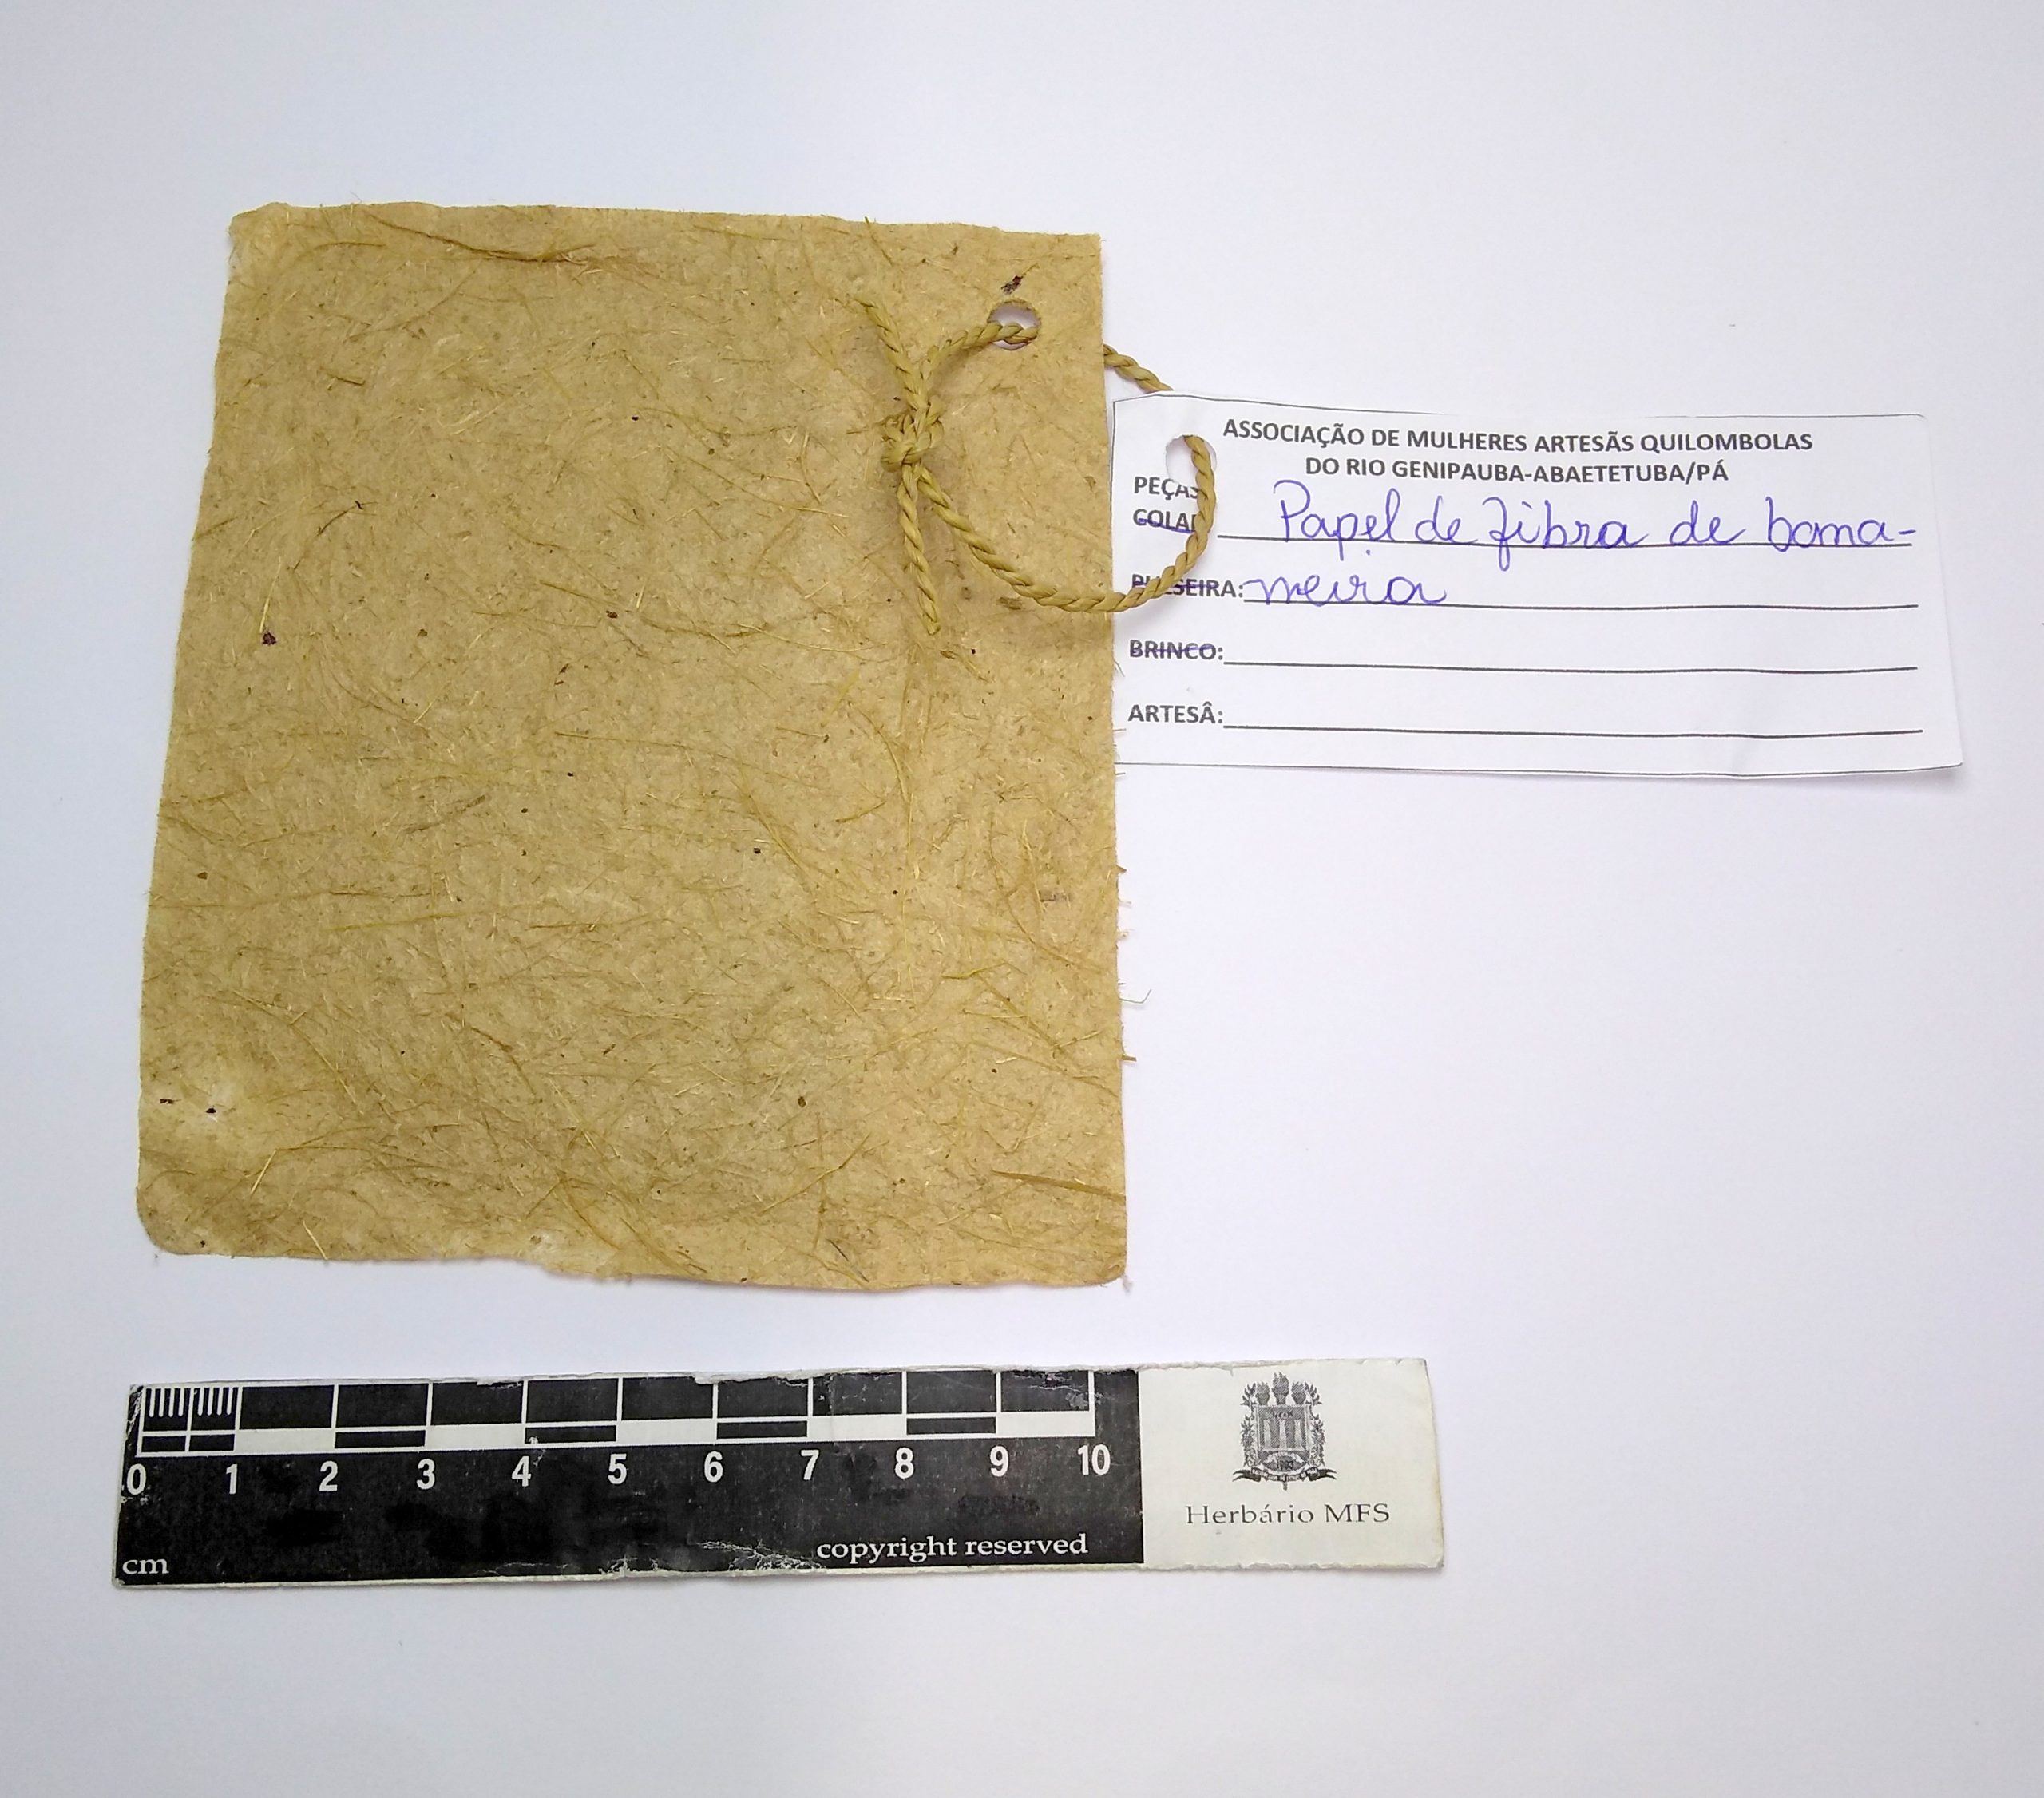 ASSOCIAÇÃO DE MULHERES ARTESÃS QUILOMBOLAS
DO RIO GENIPAUBA-ABAETETUBA/PÁ
PEÇAS
COLAR Papel de fibra de bana-
PULSEIRA: neira
BRINCO:
ARTESÂ:
0 1 2 3 4 5 6 7 8 9 10
cm
copyright reserved
Herbário MFS